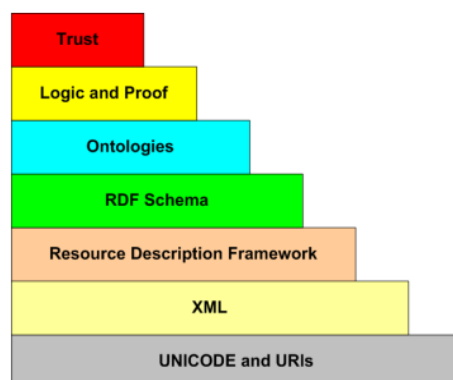 Trust
Logic and Proof
Ontologies
RDF Schema
Resource Description Framework
XML
UNICODE and URIs